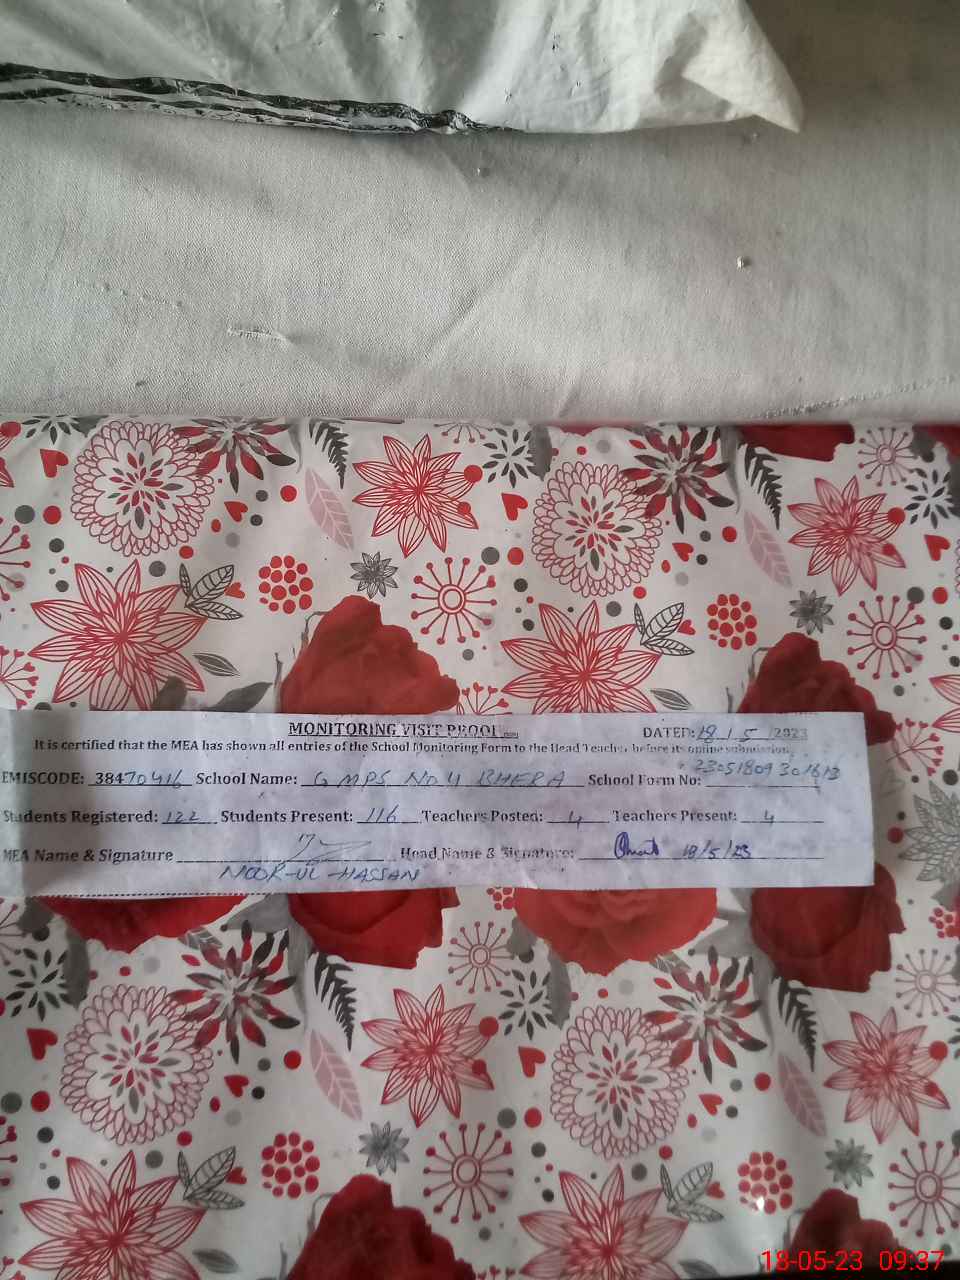 MONITORING VISIT PROOF DATED: 18 / 5 / 2023
It is certified that the MEA has shown all entries of the School Monitoring Form to the Head Teacher before its online submission.
EMISCODE: 38470416 School Name: GMPS No 4 BHERA School Form No: 23051809301613
Students Registered: 122 Students Present: 116 Teachers Posted: 4 Teachers Present: 4
MEA Name & Signature Head Name & Signature: 18/5/23
NOOR-UL-HASSAN
18-05-23 09:37